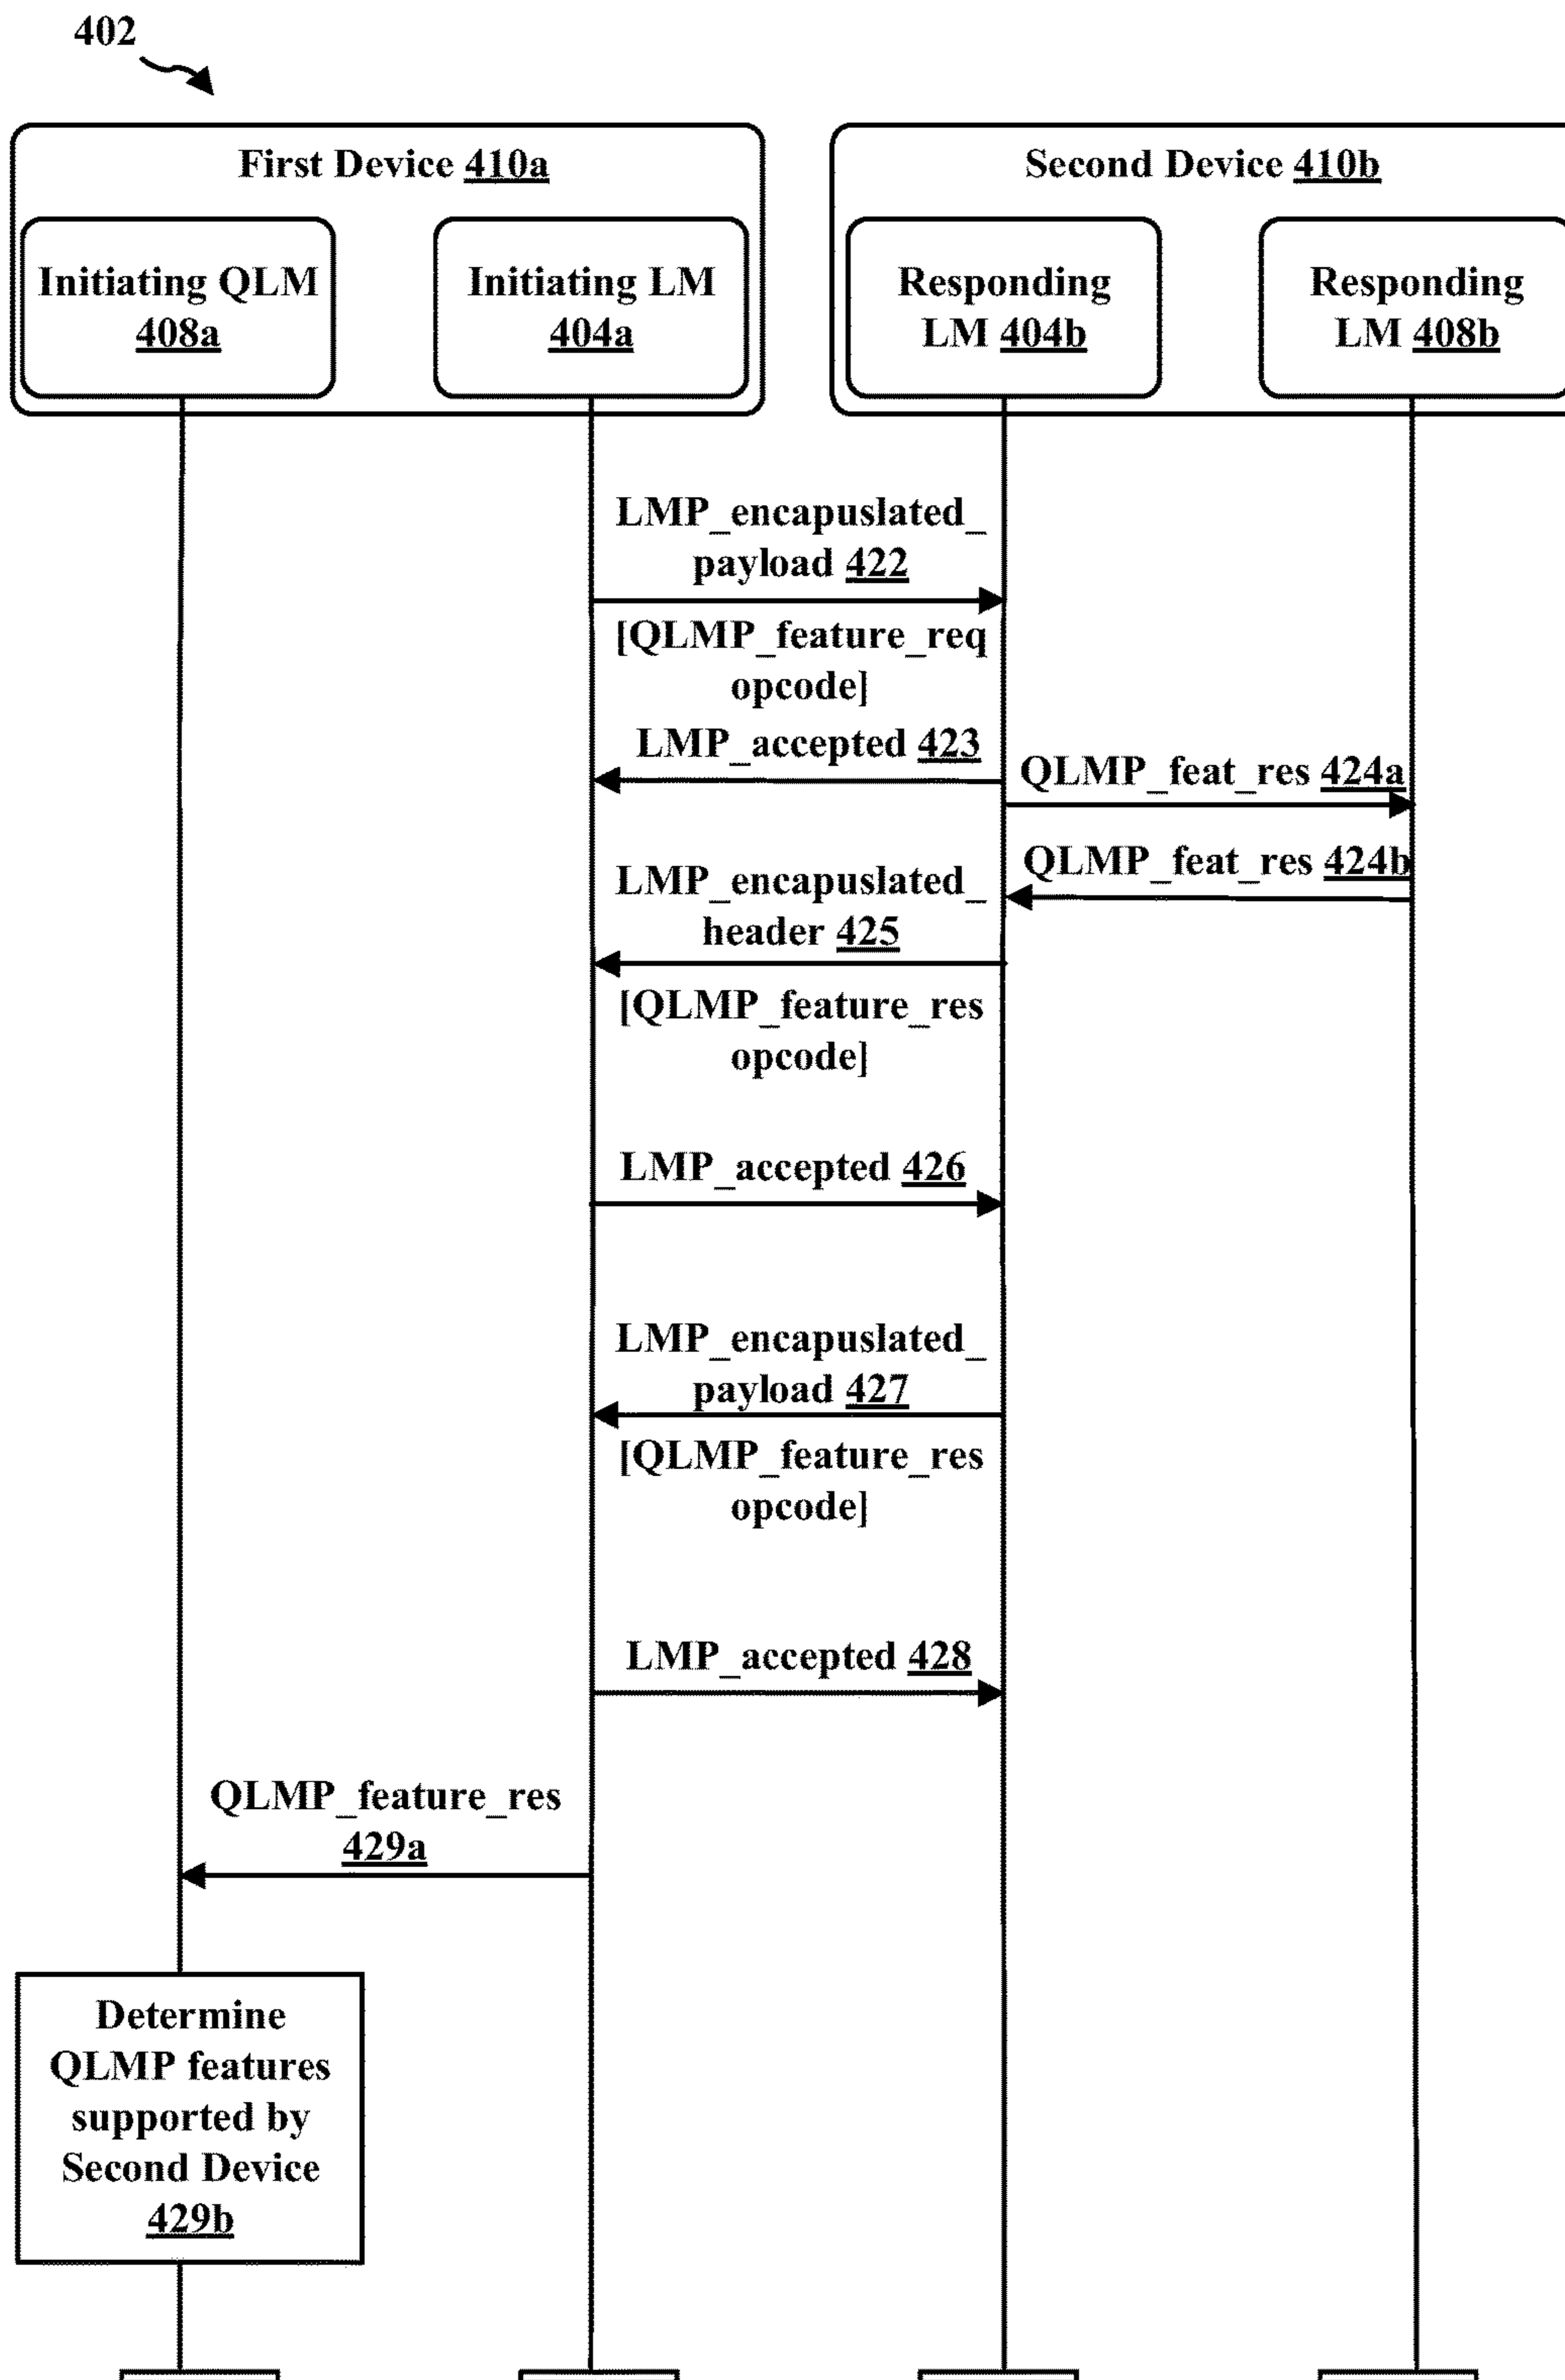 402
First Device 410a
Second Device 410b
Initiating QLM
408a
Initiating LM
404a
Responding
LM 404b
Responding
LM 408b
LMP_encapuslated_
payload 422
[QLMP_feature_req
opcode]
LMP_accepted 423
QLMP_feat_res 424a
QLMP_feat_res 424b
LMP_encapuslated_
header 425
[QLMP_feature_res
opcode]
LMP_accepted 426
LMP_encapuslated_
payload 427
[QLMP_feature_res
opcode]
LMP_accepted 428
QLMP_feature_res
429a
Determine
QLMP features
supported by
Second Device
429b